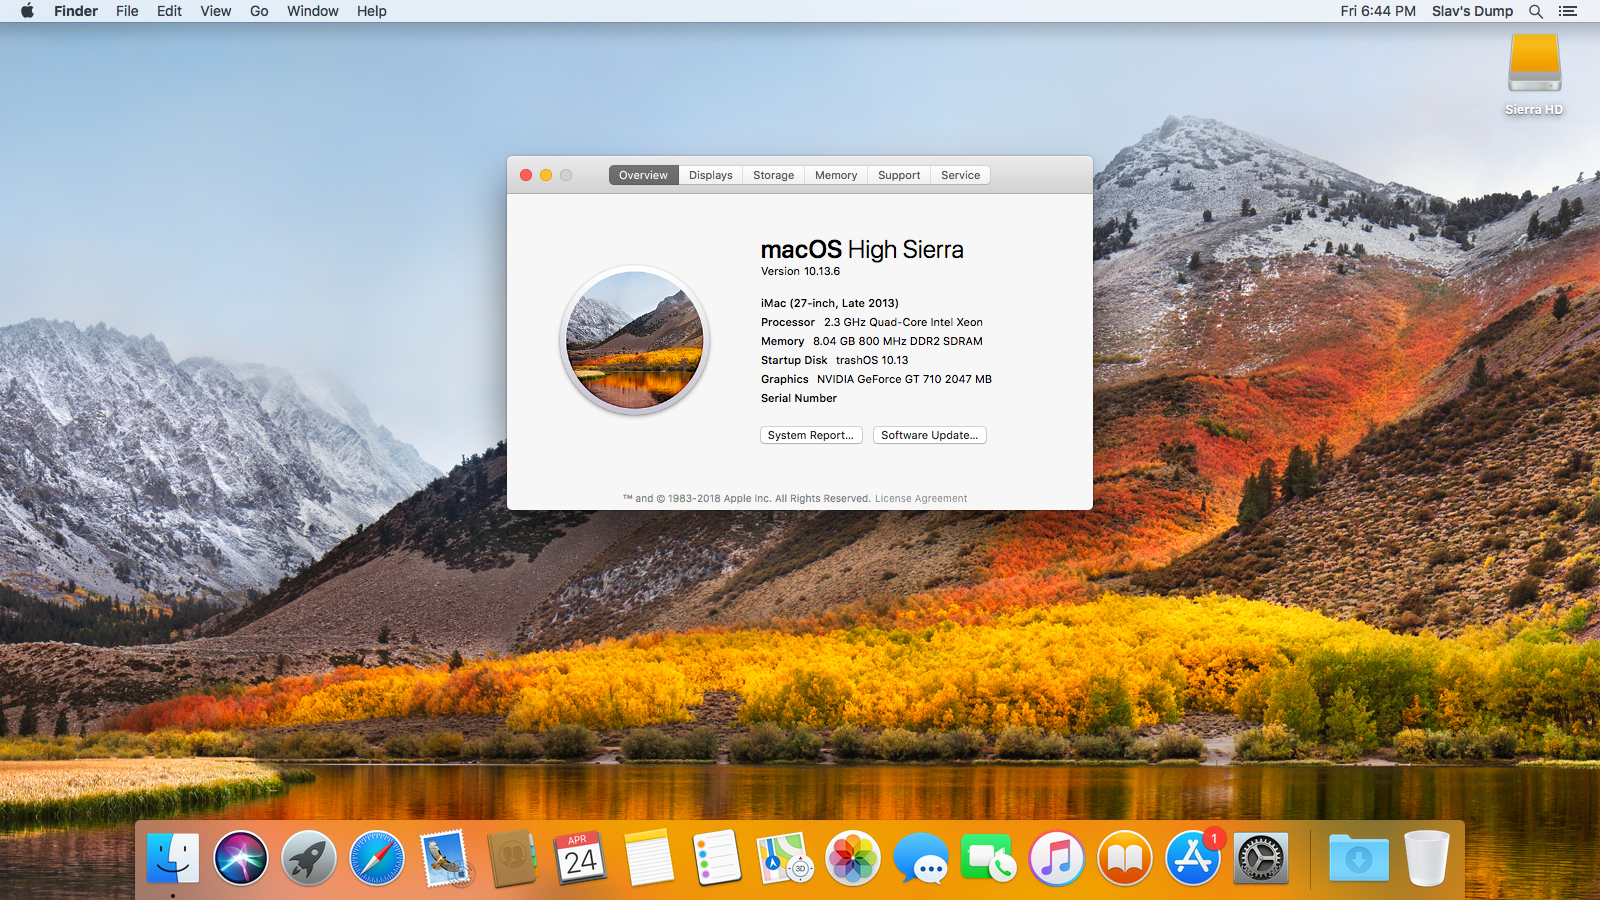 Finder File Edit View Go Window Help
Fri 6:44 PM Slav's Dump
Sierra HD
Overview Displays Storage Memory Support Service
macOS High Sierra
Version 10.13.6
iMac (27-inch, Late 2013)
Processor 2.3 GHz Quad-Core Intel Xeon
Memory 8.04 GB 800 MHz DDR2 SDRAM
Startup Disk trashOS 10.13
Graphics NVIDIA GeForce GT 710 2047 MB
Serial Number
System Report... Software Update...
™ and © 1983-2018 Apple Inc. All Rights Reserved. License Agreement
APR
24
3D
1